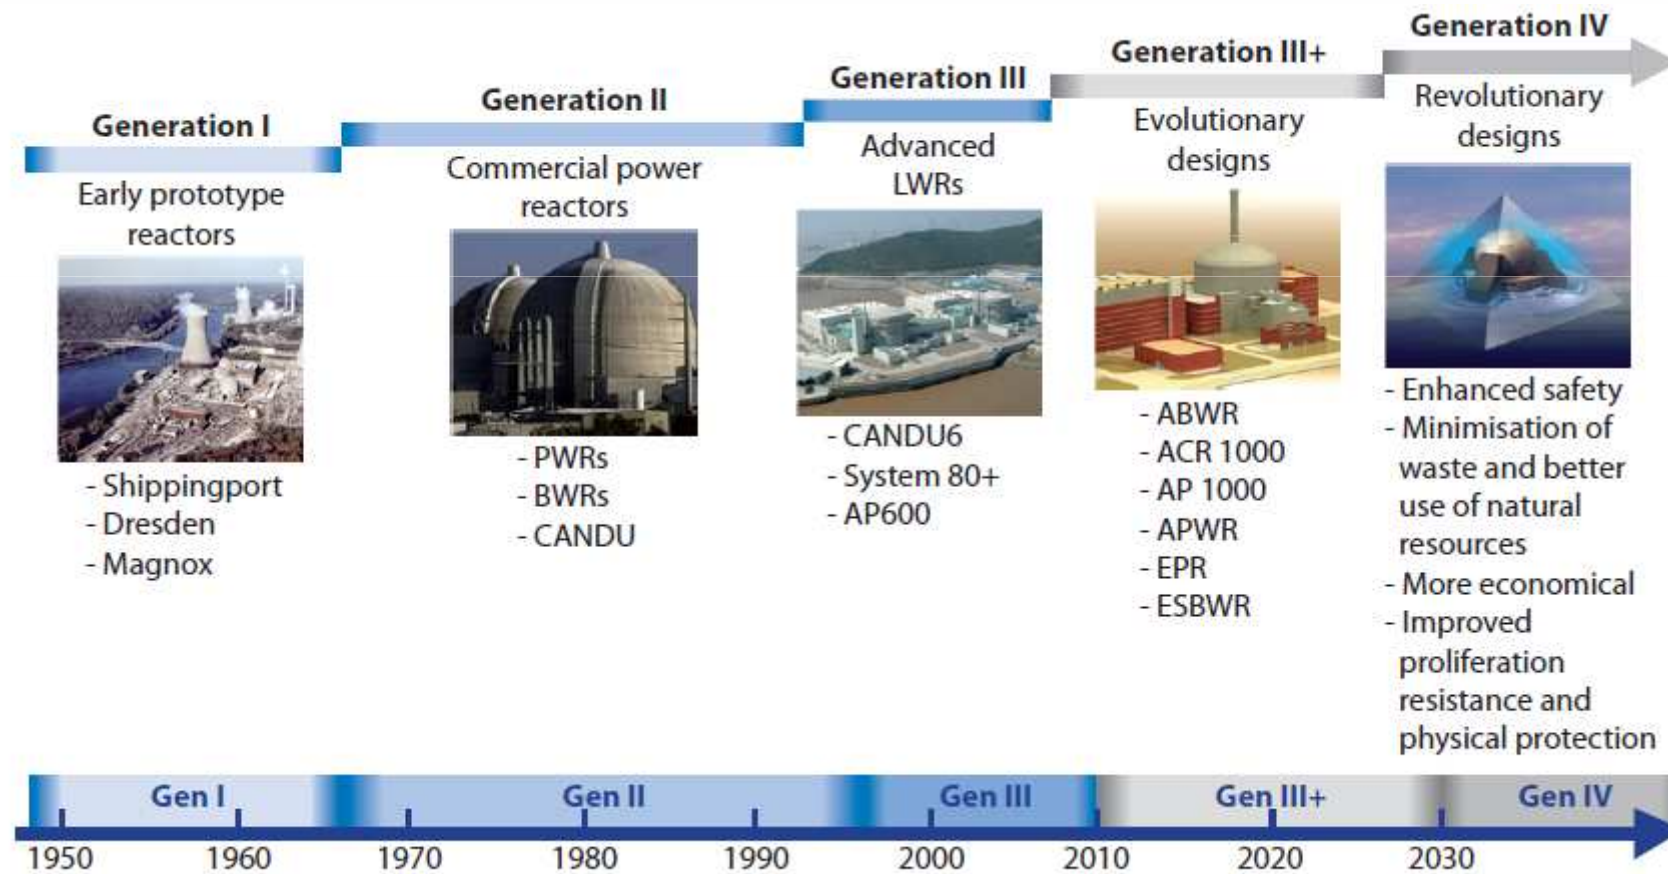 Generation I
Early prototype
reactors
- Shippingport
- Dresden
- Magnox
Generation II
Commercial power
reactors
- PWRs
- BWRs
- CANDU
Generation III
Advanced
LWRs
- CANDU6
- System 80+
- AP600
Generation III+
Evolutionary
designs
- ABWR
- ACR 1000
- AP 1000
- APWR
- EPR
- ESBWR
Generation IV
Revolutionary
designs
- Enhanced safety
- Minimisation of
waste and better
use of natural
resources
- More economical
- Improved
proliferation
resistance and
physical protection
Gen I Gen II Gen III Gen III+ Gen IV
1950 1960 1970 1980 1990 2000 2010 2020 2030